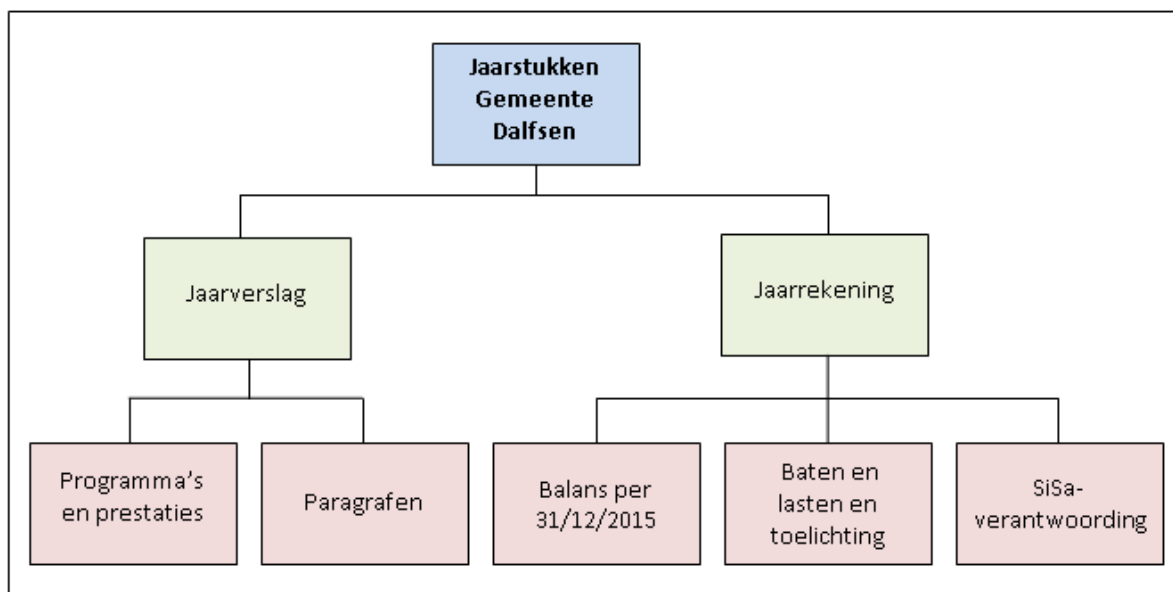 Jaarstukken
Gemeente
Dalfsen
Jaarverslag
Jaarrekening
Programma's
en prestaties
Paragrafen
Balans per
31/12/2015
Baten en
lasten en
toelichting
SiSa-
verantwoording